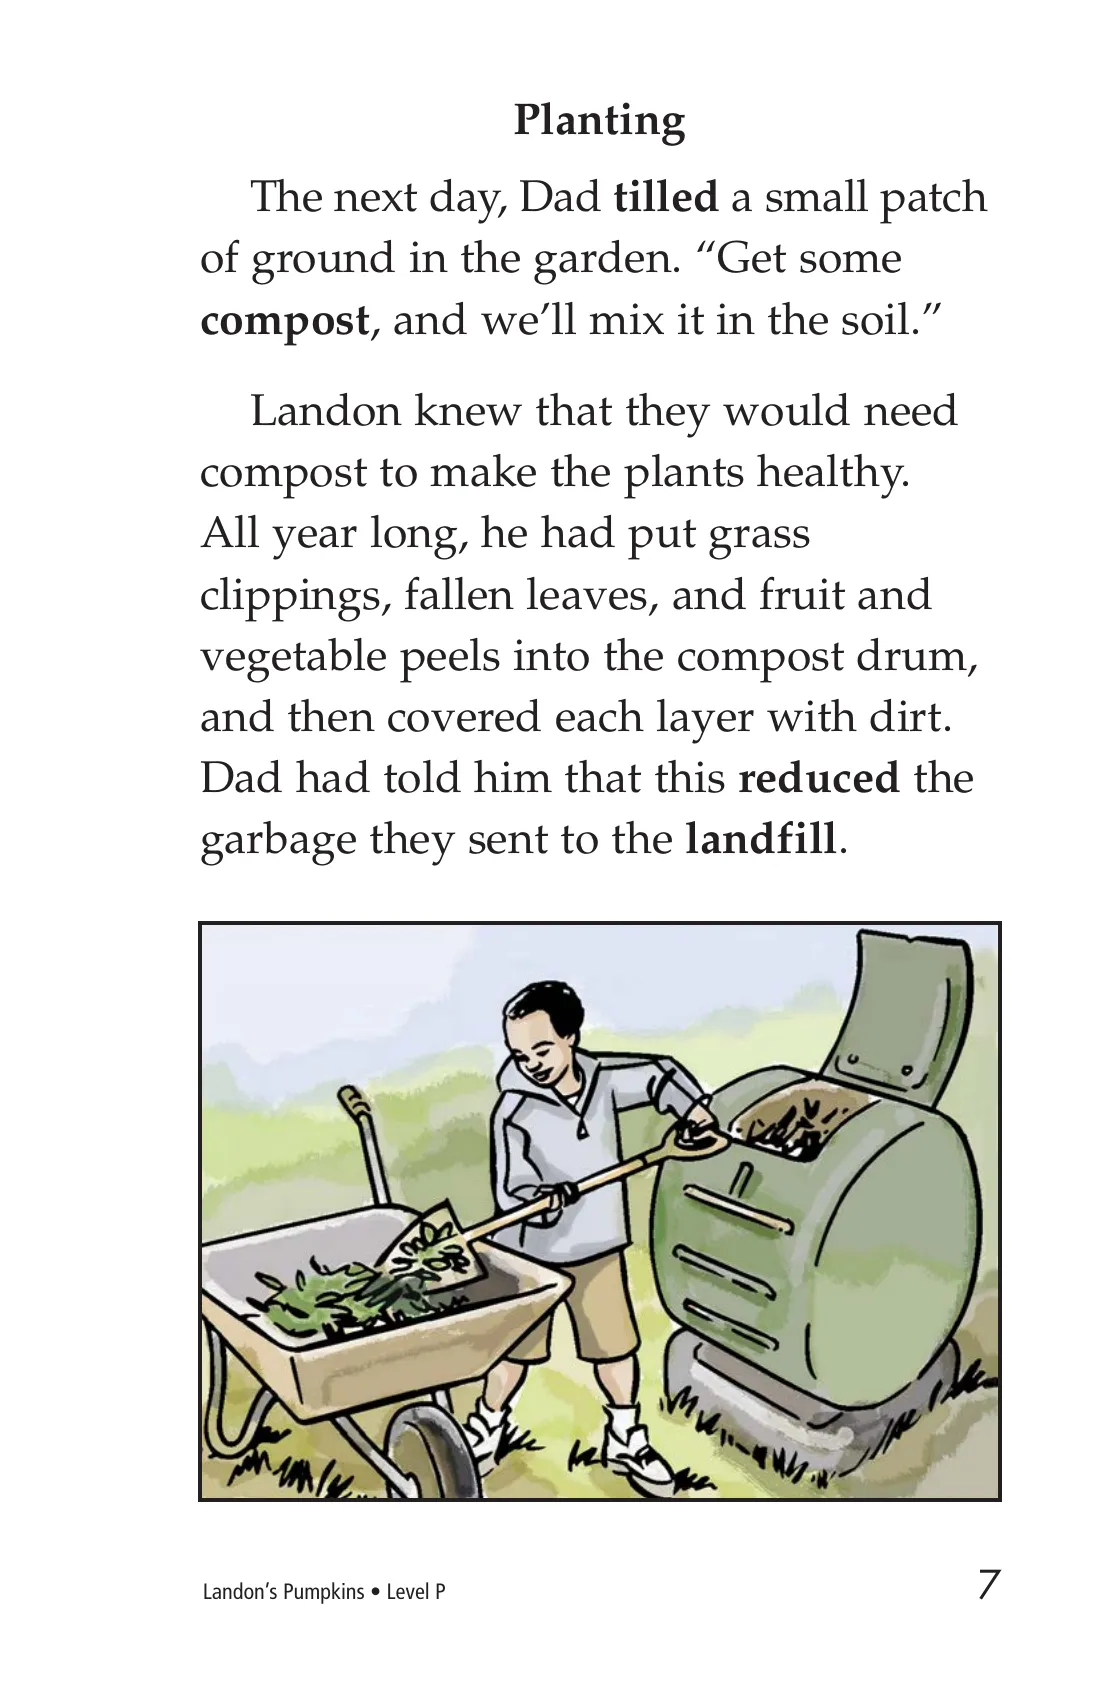 Planting
The next day, Dad tilled a small patch
of ground in the garden. “Get some
compost, and we’ll mix it in the soil.”
Landon knew that they would need
compost to make the plants healthy.
All year long, he had put grass
clippings, fallen leaves, and fruit and
vegetable peels into the compost drum,
and then covered each layer with dirt.
Dad had told him that this reduced the
garbage they sent to the landfill.
Landon’s Pumpkins • Level P
7